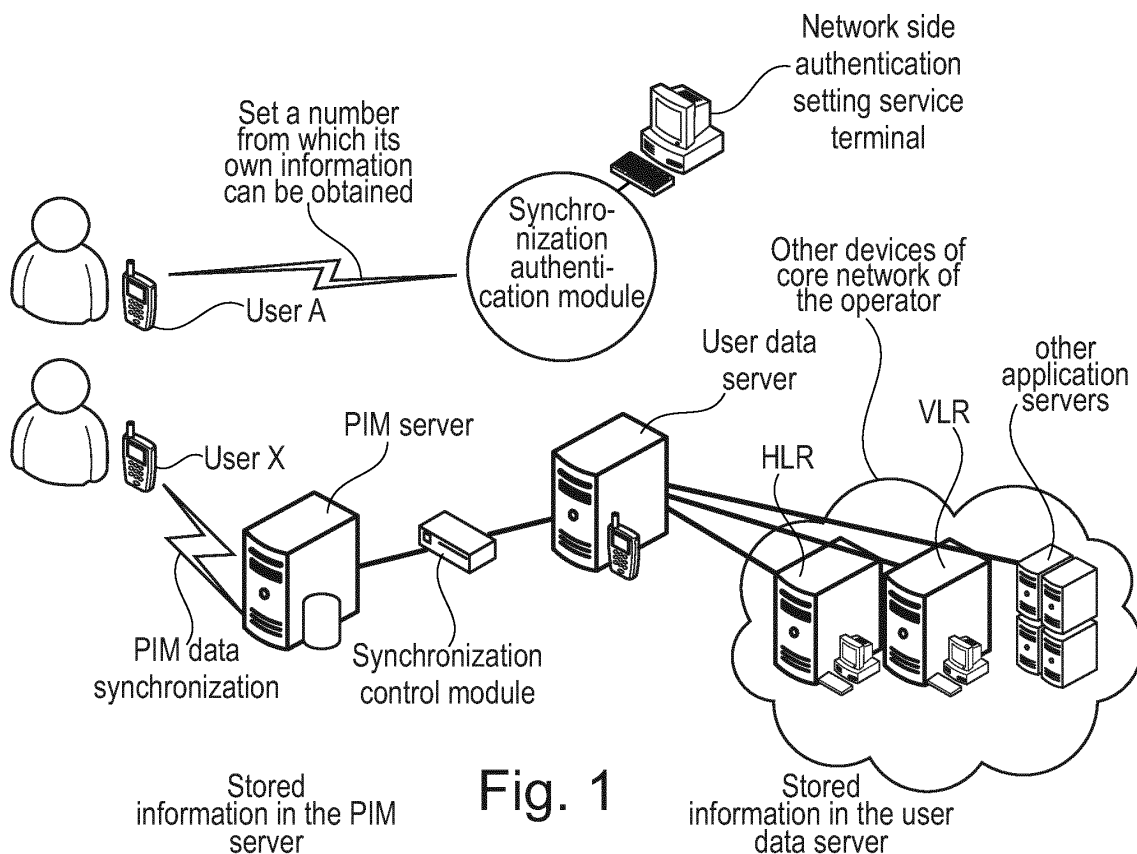 Network side
authentication
setting service
terminal
Set a number
from which its
own information
can be obtained
Synchro-
nization
authenti-
cation module
User A
Other devices of
core network of
the operator
User data
server
other
application
servers
PIM server
VLR
HLR
User X
PIM data
synchronization
Synchronization
control module
Stored
information in the PIM
server
Fig. 1
Stored
information in the user
data server